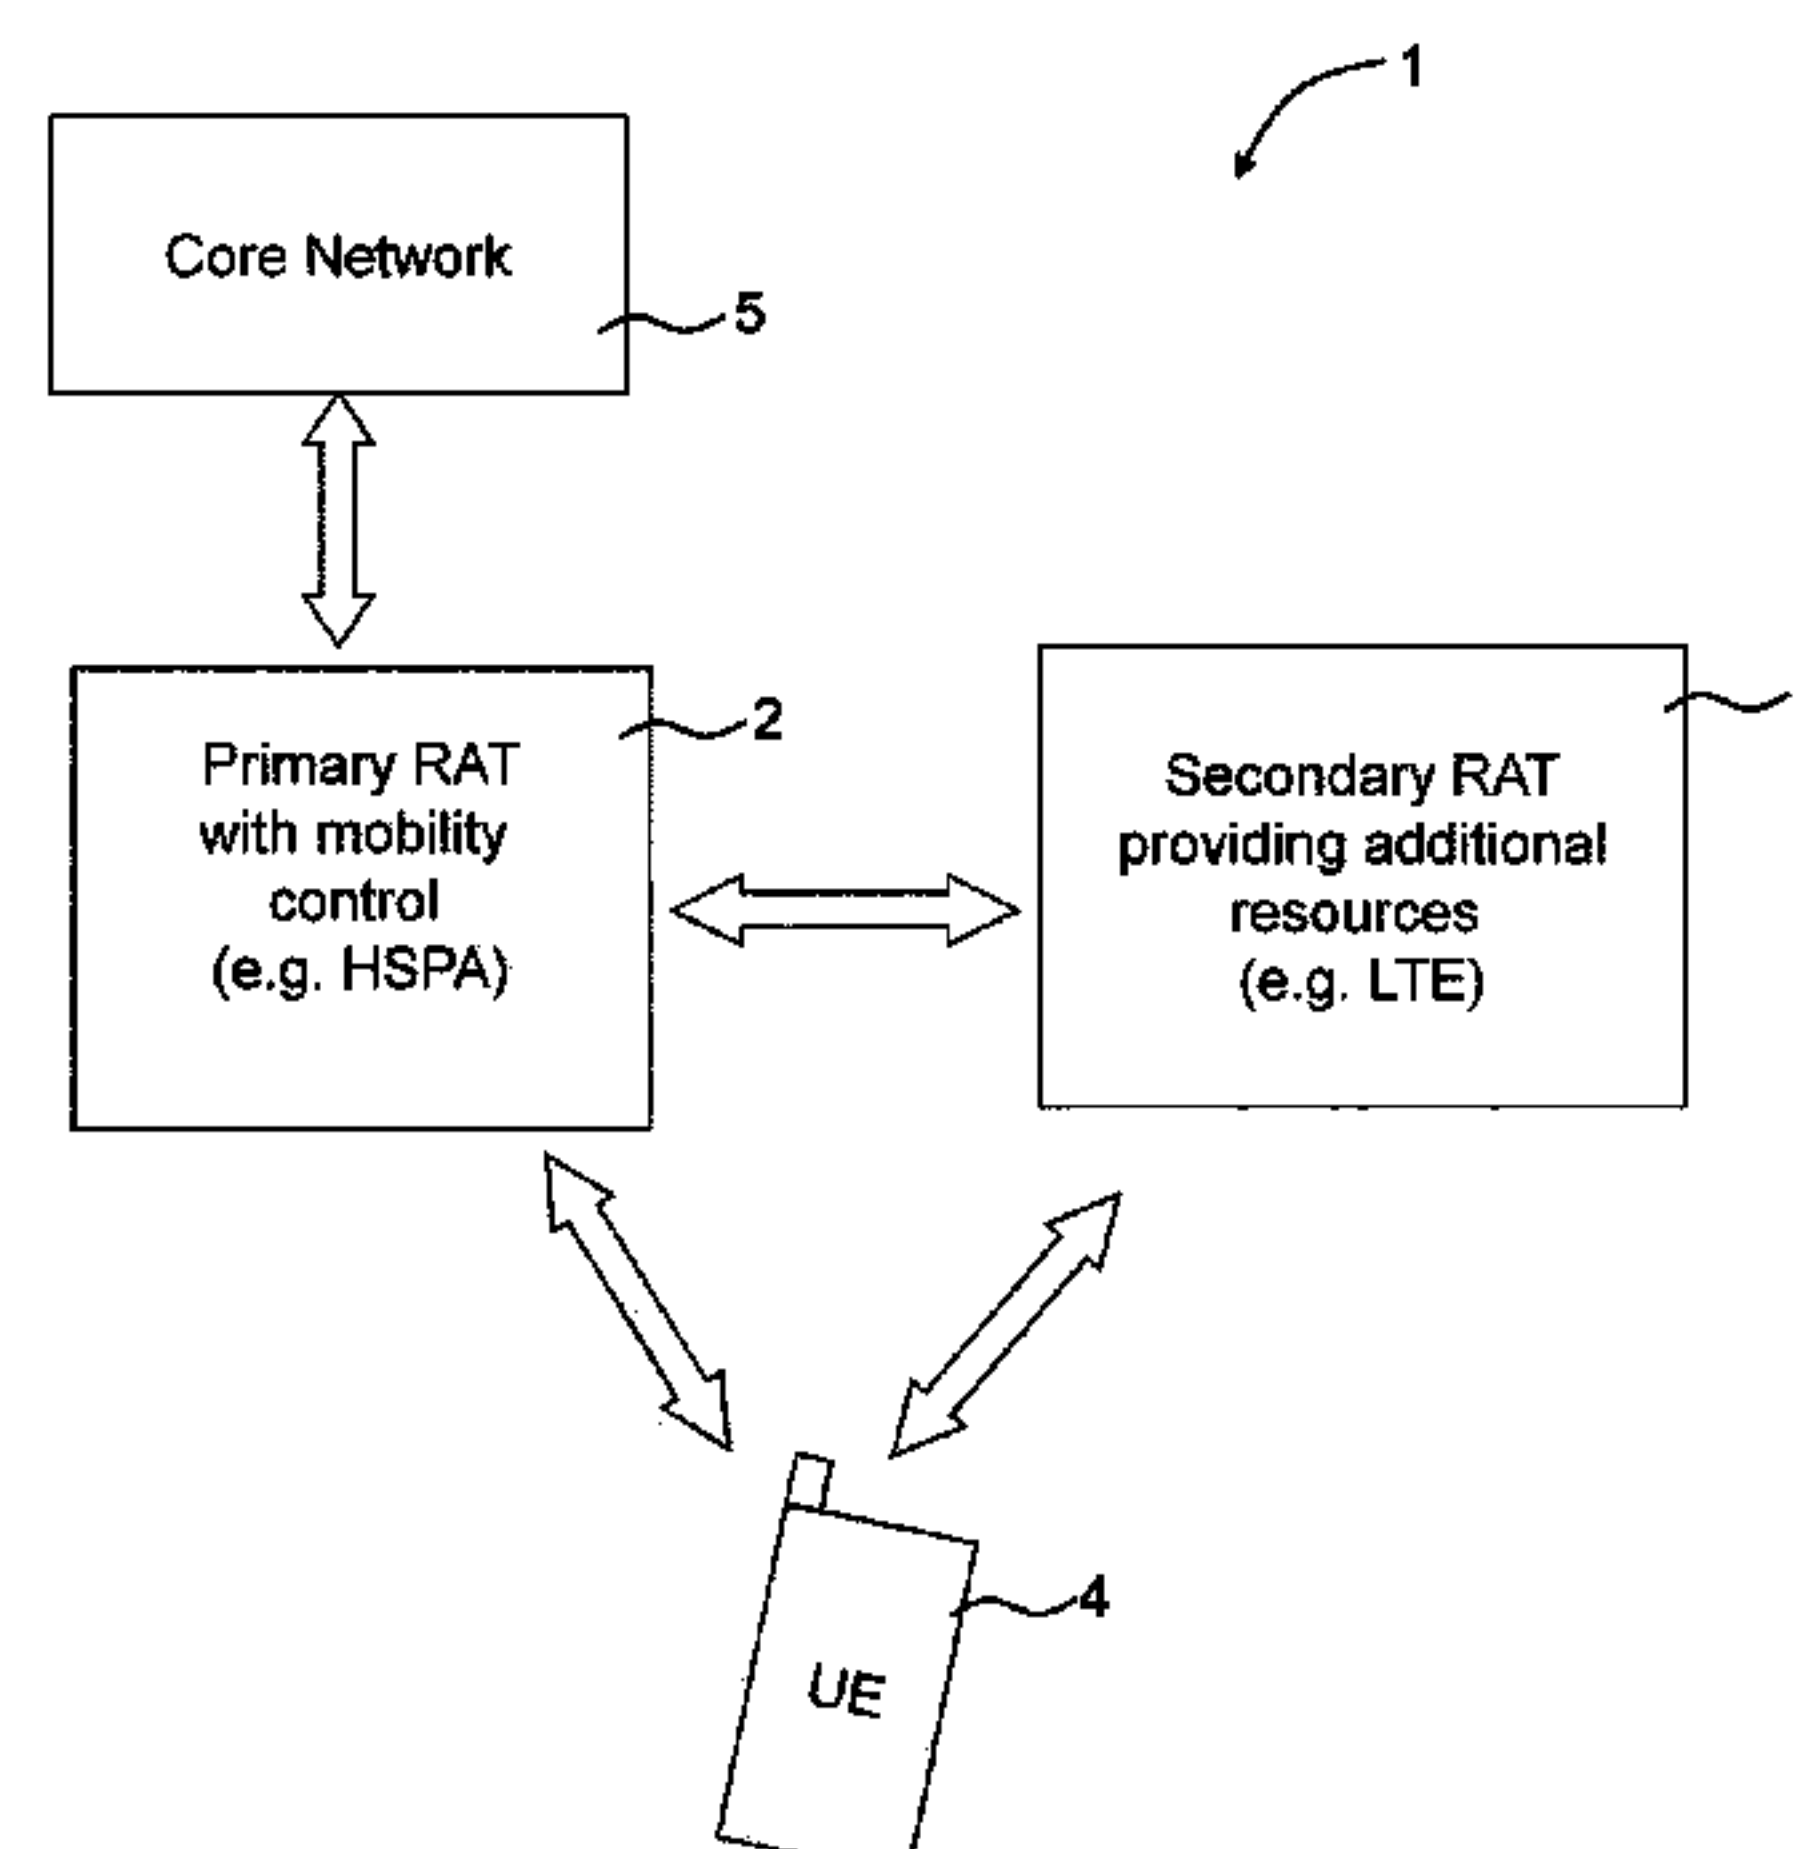 1
Core Network
5
2
Primary RAT
with mobility
control
(e.g. HSPA)
Secondary RAT
providing additional
resources
(e.g. LTE)
4
UE